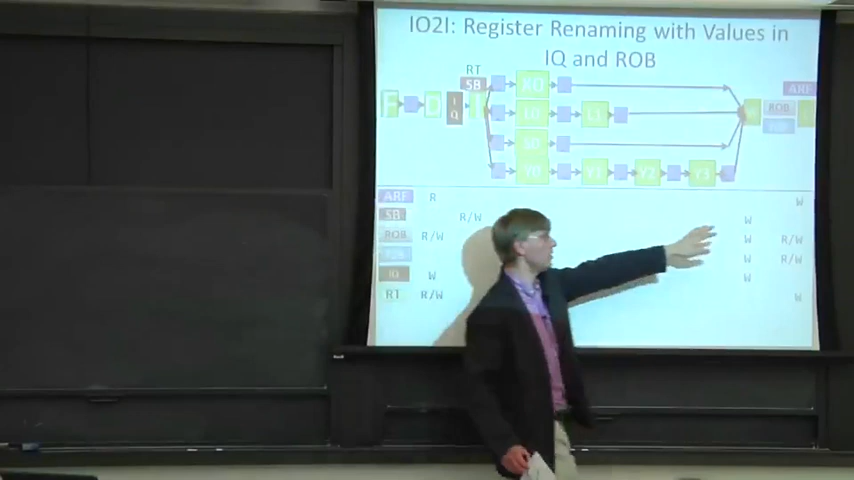 IO2I: Register Renaming with Values in
IQ and ROB
RT
SB
ARF
F D I X0
IQ
ROB
L0 L1
S0
Y0 Y1 Y2 Y3
ARF R W
SB R/W W
ROB R/W W R/W
W R/W
IQ W W
RT R/W W